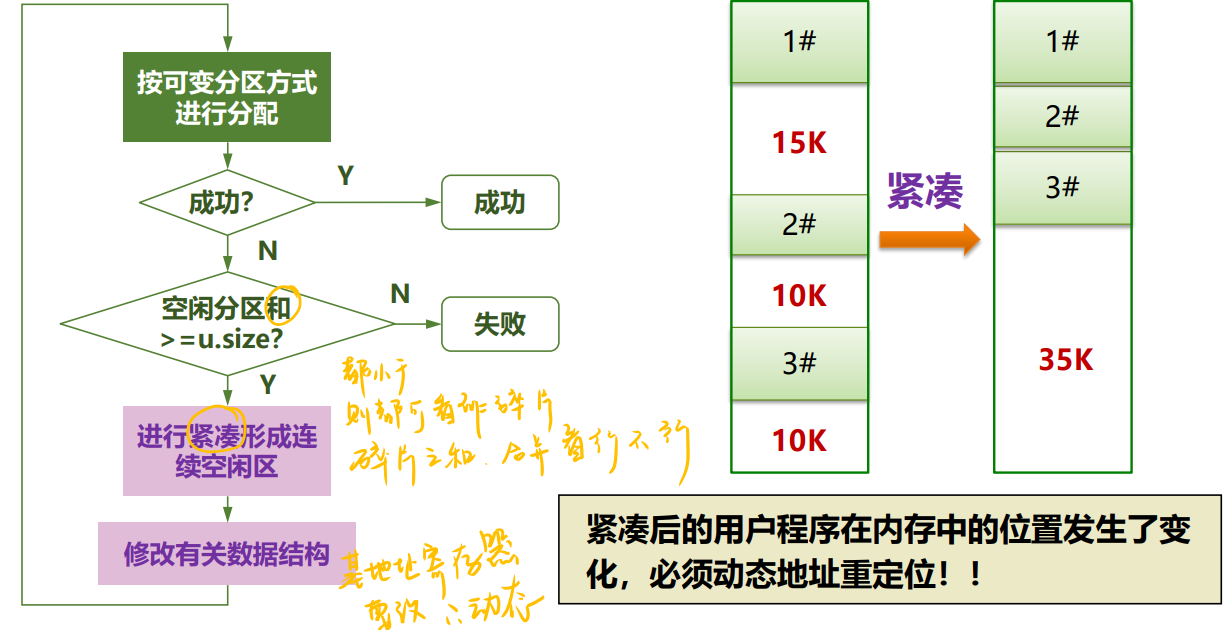 按可变分区方式
进行分配
成功?
Y
成功
N
空闲分区和
>=u.size?
N
失败
Y
进行紧凑形成连
续空闲区
修改有关数据结构
都小于
则都可看作碎片
碎片之和、合并看行不行
基地址寄存器
要改 ∴动态
1#
15K
2#
10K
3#
10K
紧凑
1#
2#
3#
35K
紧凑后的用户程序在内存中的位置发生了变
化，必须动态地址重定位！！